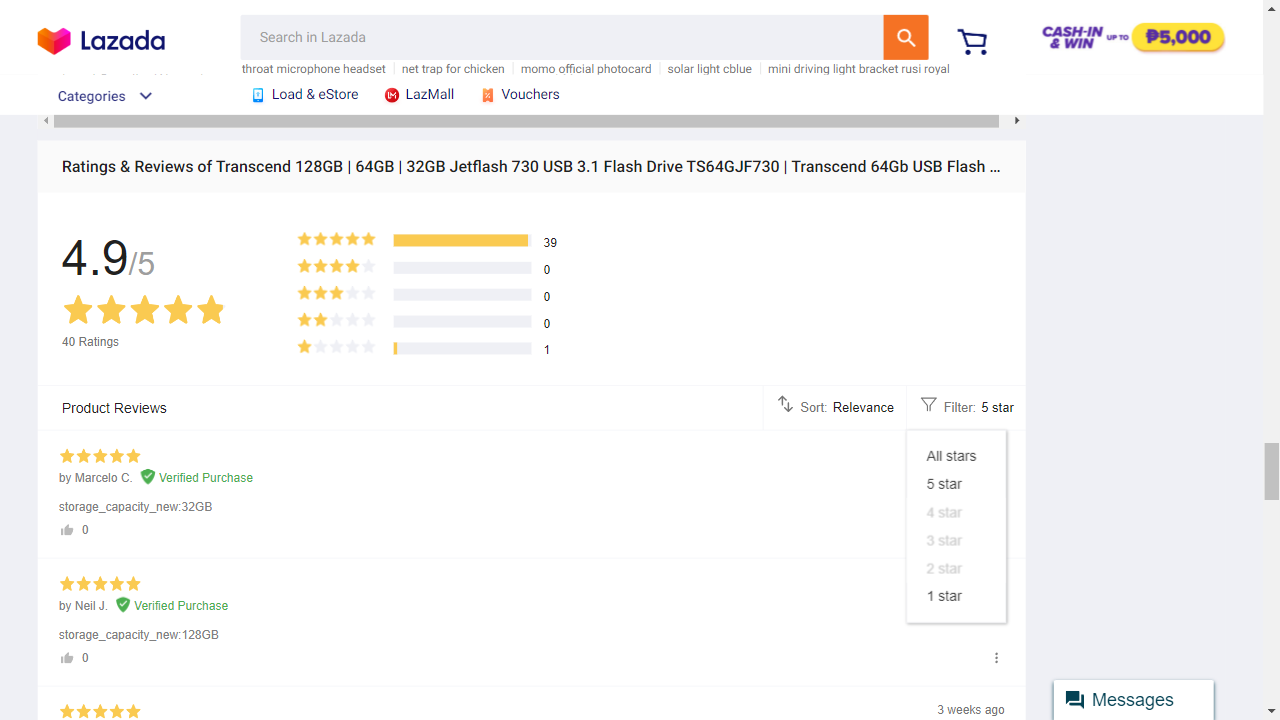 Lazada
Search in Lazada
CASH-IN & WIN UP TO ₱5,000
throat microphone headset
net trap for chicken
momo official photocard
solar light cblue
mini driving light bracket rusi royal
Categories
Load & eStore
LazMall
Vouchers
Ratings & Reviews of Transcend 128GB | 64GB | 32GB Jetflash 730 USB 3.1 Flash Drive TS64GJF730 | Transcend 64Gb USB Flash ...
4.9/5
40 Ratings
39
0
0
0
1
Product Reviews
Sort: Relevance
Filter: 5 star
All stars
5 star
4 star
3 star
2 star
1 star
by Marcelo C. Verified Purchase
storage_capacity_new:32GB
0
by Neil J. Verified Purchase
storage_capacity_new:128GB
0
3 weeks ago
Messages